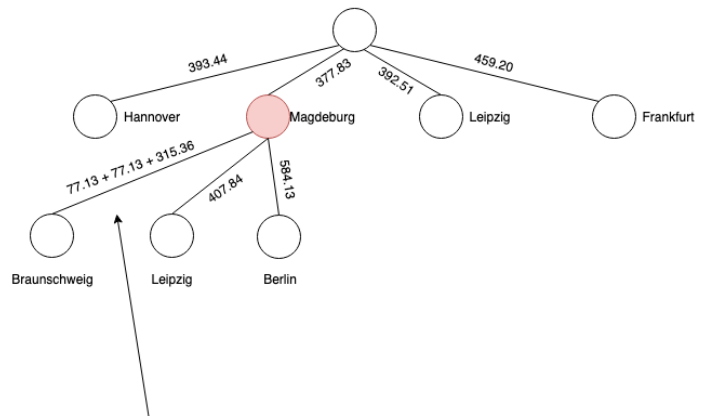 393.44
377.83
392.51
459.20
Hannover
Magdeburg
Leipzig
Frankfurt
77.13 + 77.13 + 315.36
407.84
584.13
Braunschweig
Leipzig
Berlin